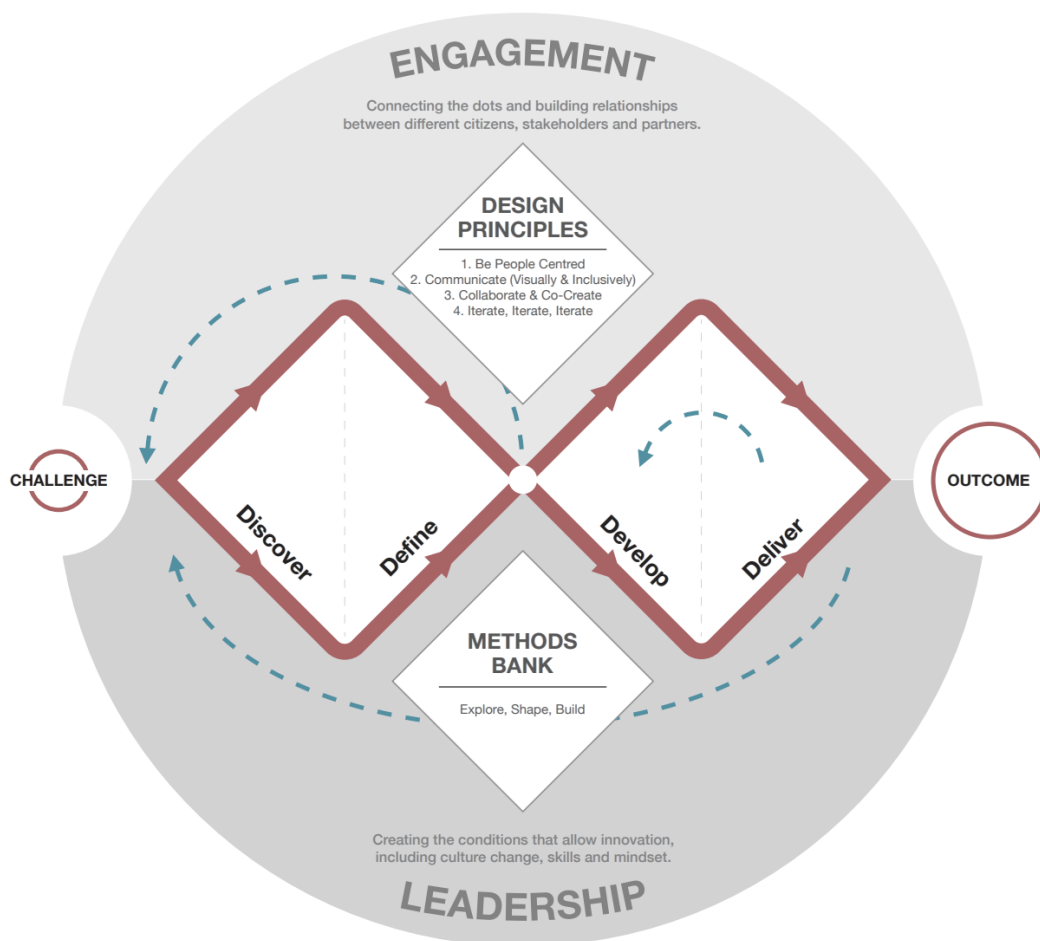 ENGAGEMENT
Connecting the dots and building relationships
between different citizens, stakeholders and partners.
DESIGN
PRINCIPLES
1. Be People Centred
2. Communicate (Visually & Inclusively)
3. Collaborate & Co-Create
4. Iterate, Iterate, Iterate
CHALLENGE
OUTCOME
Discover
Define
Develop
Deliver
METHODS
BANK
Explore, Shape, Build
Creating the conditions that allow innovation,
including culture change, skills and mindset.
LEADERSHIP